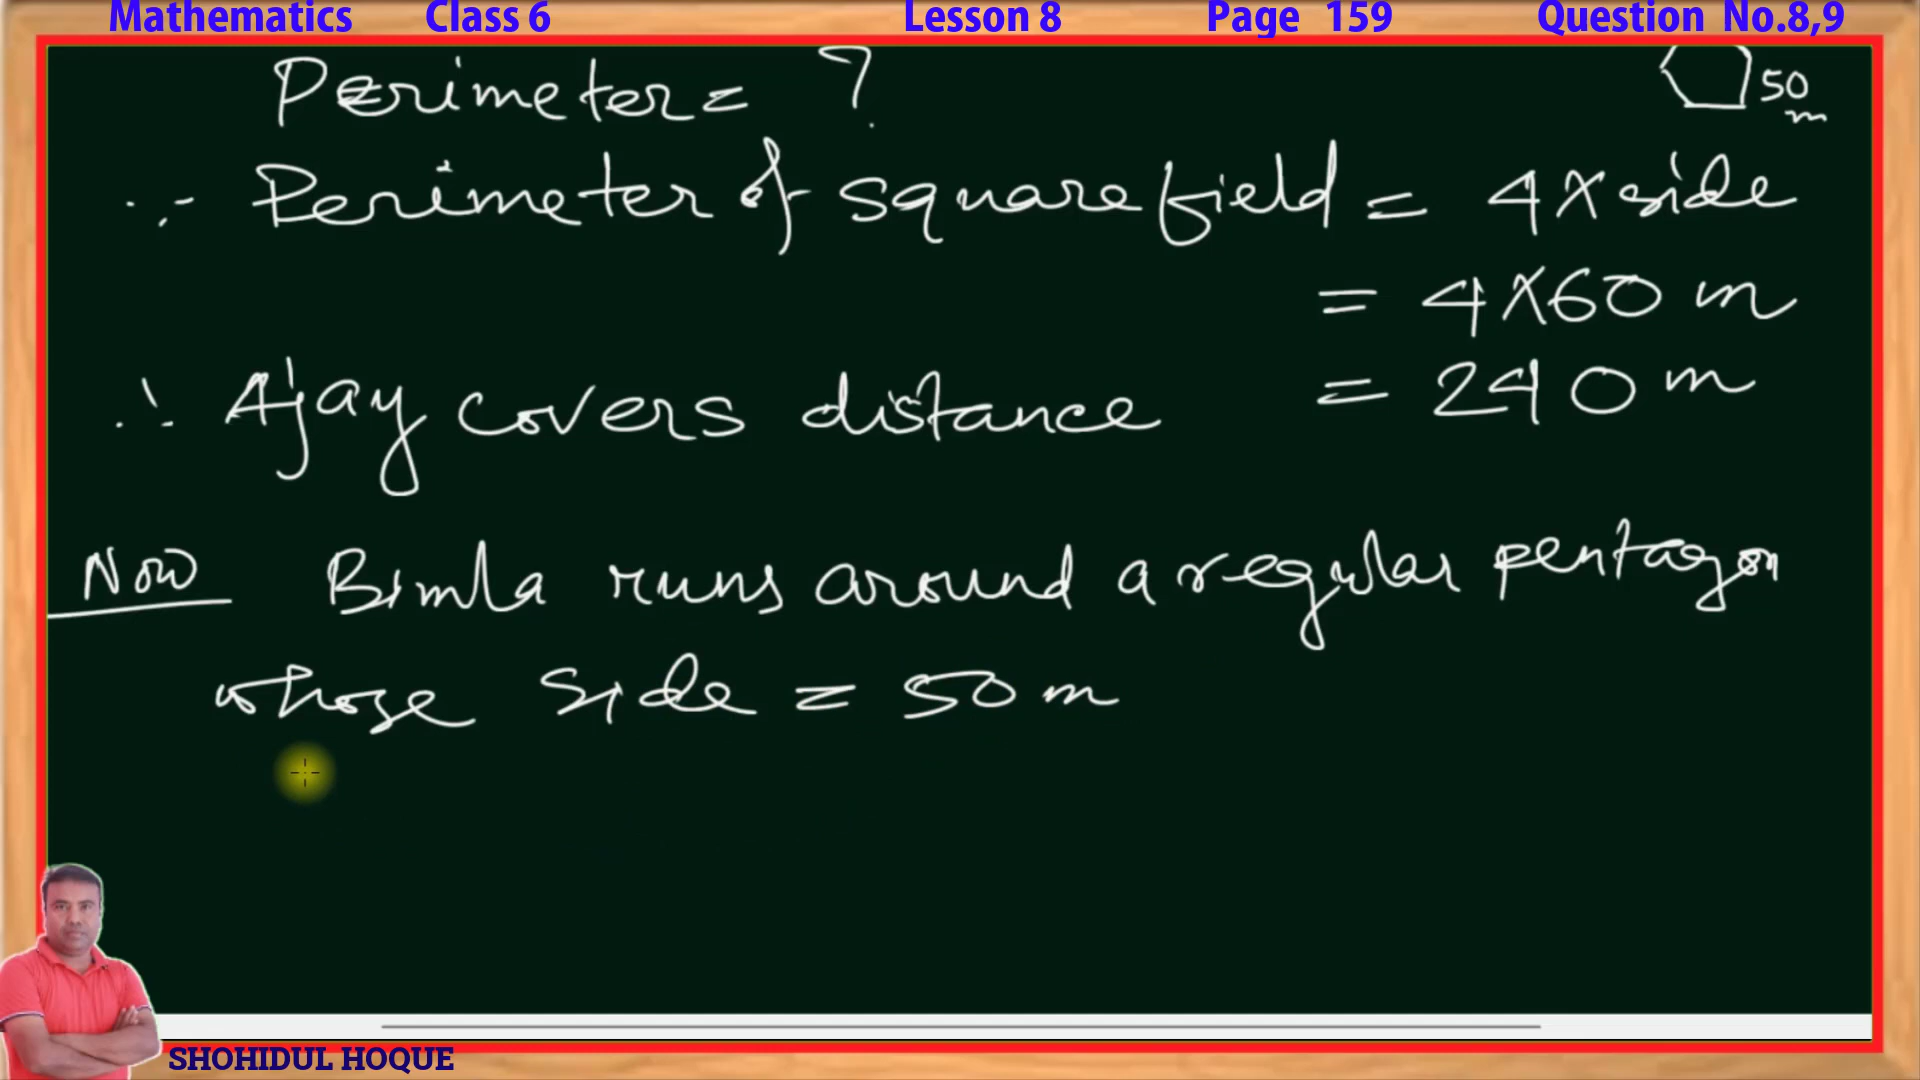 Mathematics Class 6 Lesson 8 Page 159 Question No.8,9
Perimeter = ?
50 m
∵ Perimeter of square field = 4 × side
= 4 × 60 m
∴ Ajay covers distance = 240 m
Now Bimla runs around a regular pentagon
whose side = 50 m
SHOHIDUL HOQUE